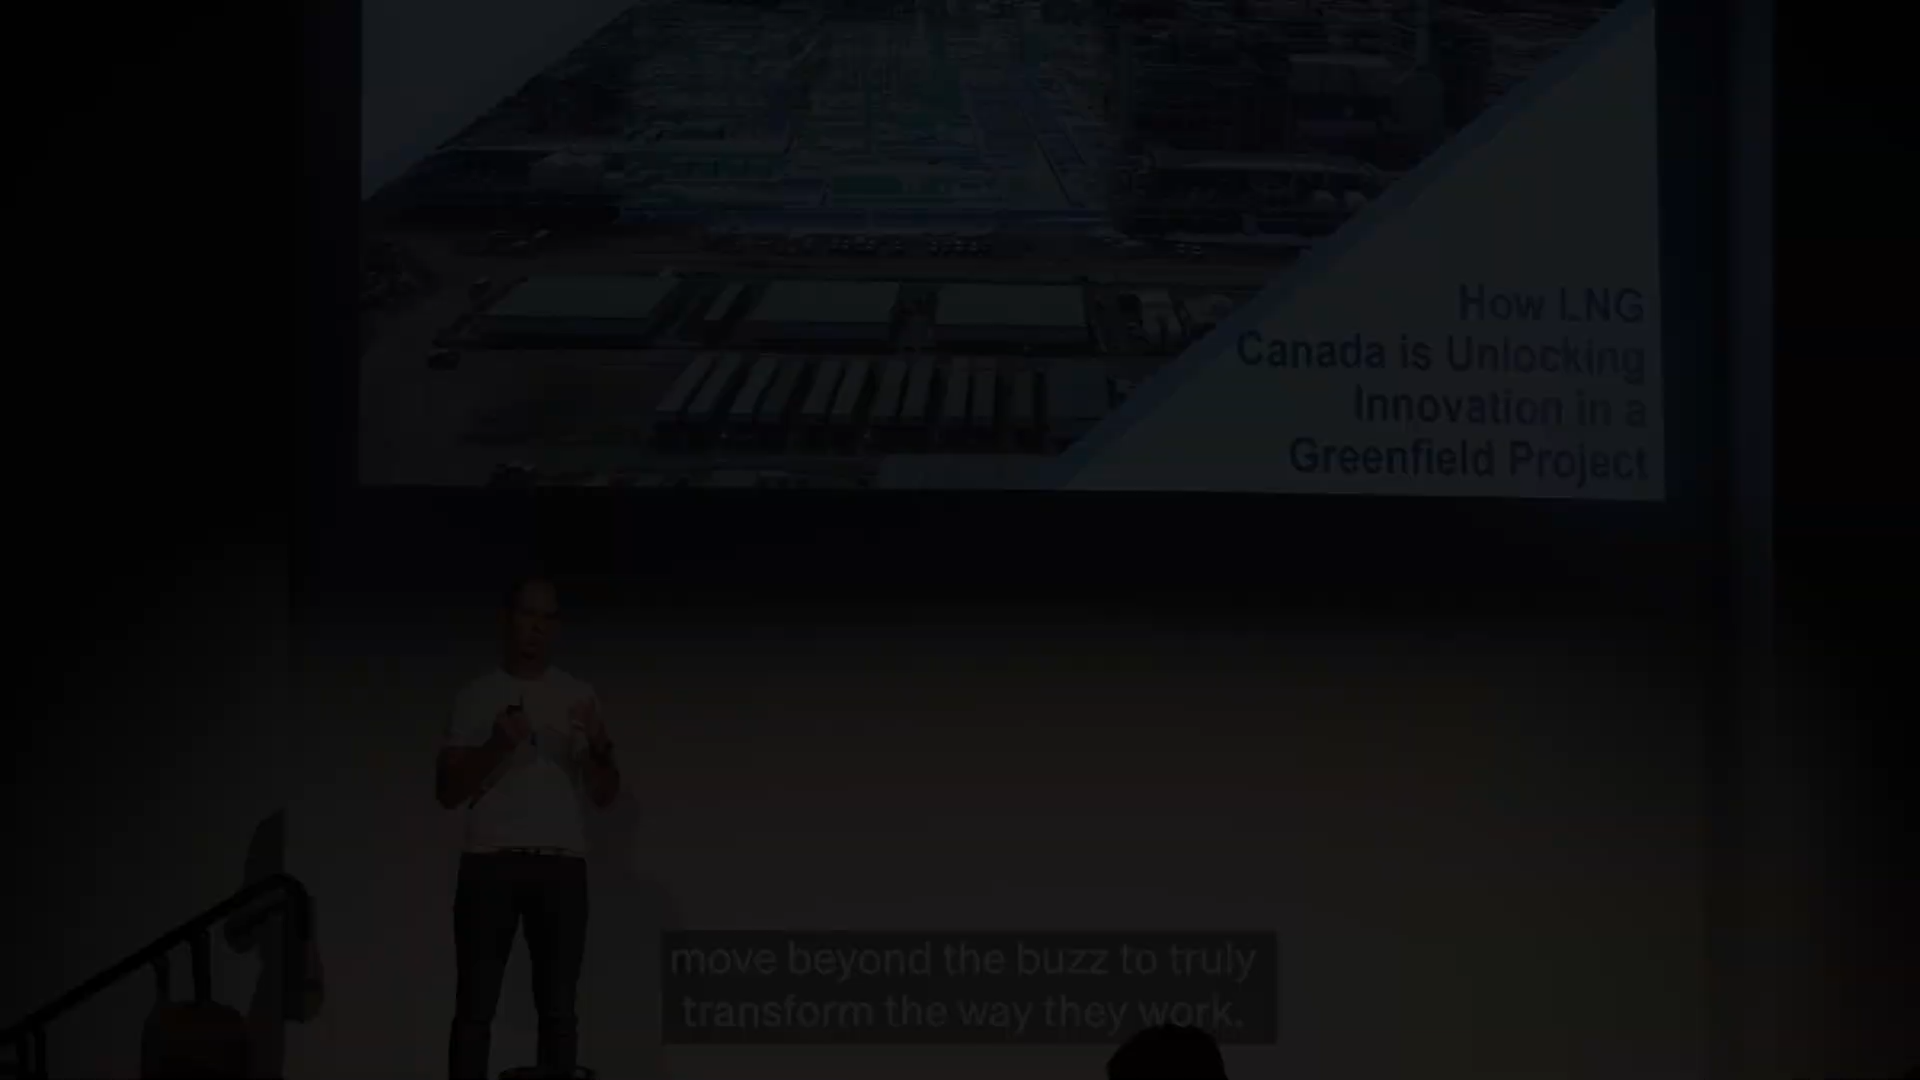 How LNG
Canada is Unlocking
Innovation in a
Greenfield Project
move beyond the buzz to truly
transform the way they work.